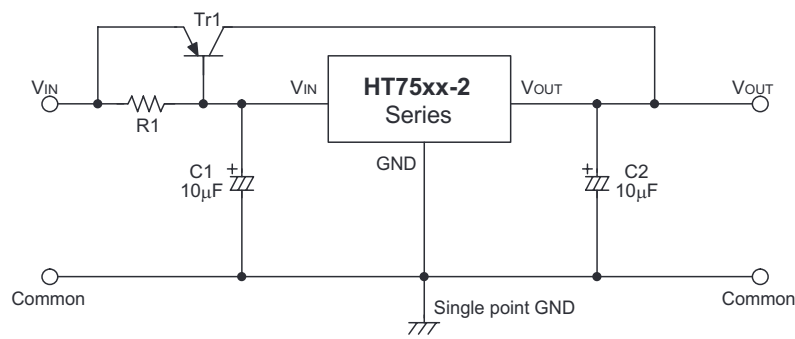 Tr1
VIN
R1
VIN
HT75xx-2
Series
VOUT
VOUT
GND
C1
10μF
C2
10μF
+
+
Common
Single point GND
Common